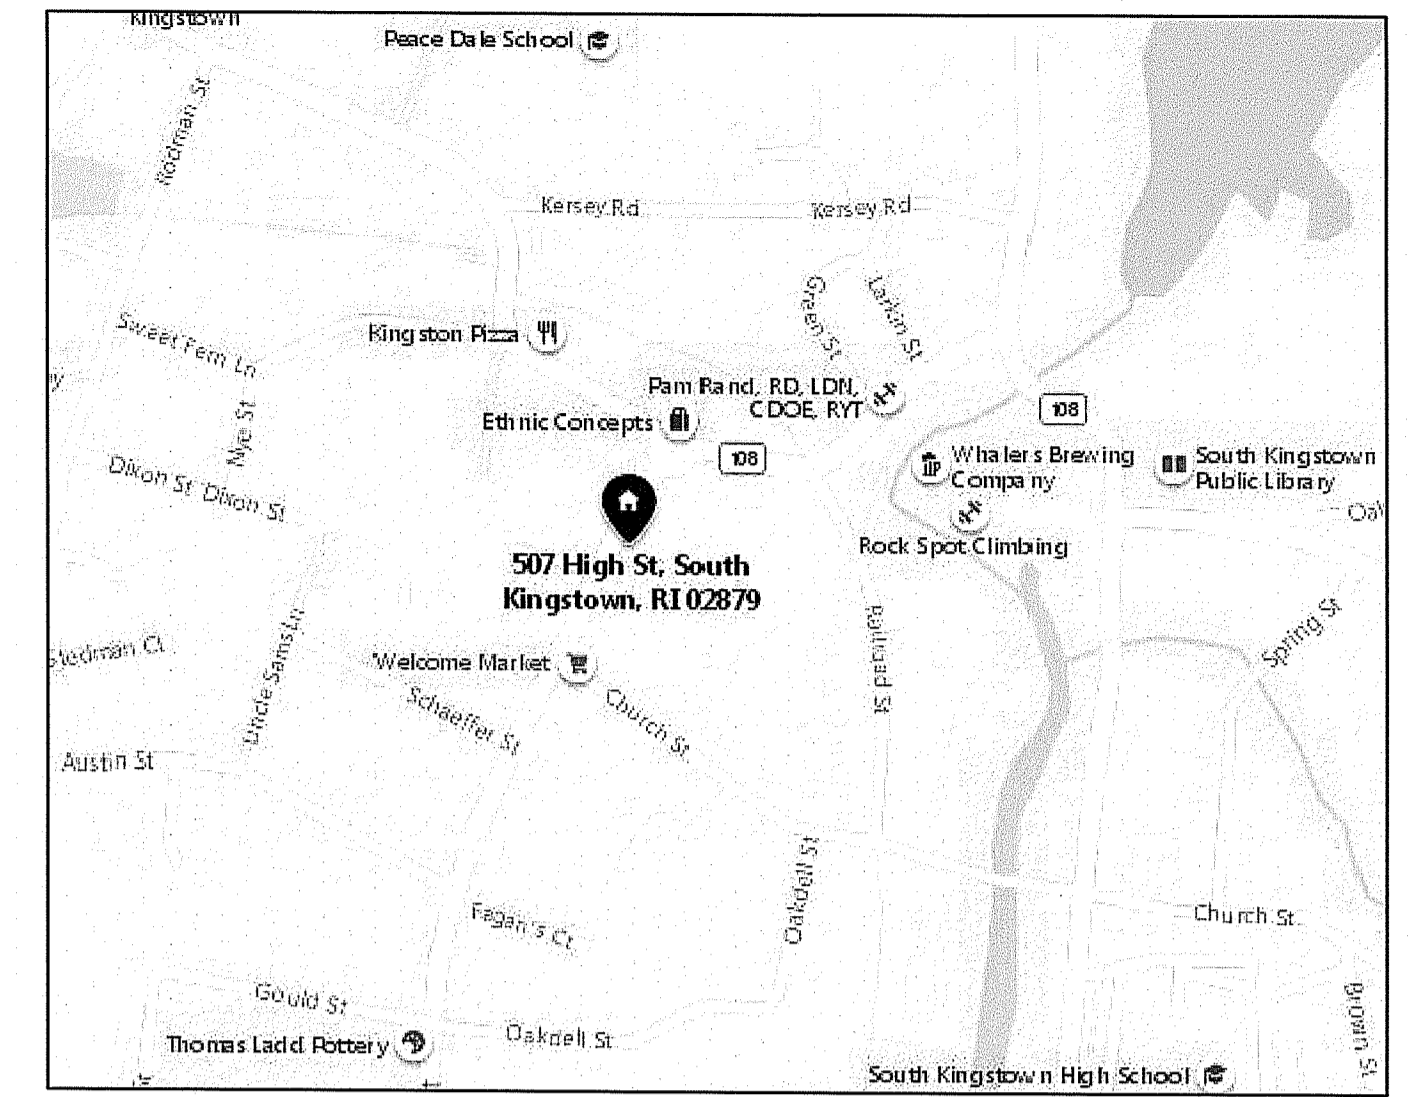 Kingstown
Peace Dale School
Rodman St
Kersey Rd
Kersey Rd
Green St
Larkin St
Sweet Fern Ln
Kingston Pizza
Nye St
Pam Rand, RD, LDN,
CDOE, RYT
108
Ethnic Concepts
108
Whalers Brewing
Company
South Kingstown
Public Library
Dixon St
Dixon St
Rock Spot Climbing
507 High St, South
Kingstown, RI 02879
Uncle Sams Ln
Railroad St
Spring St
Stedman Ct
Welcome Market
Schaeffer St
Church St
Austin St
Oakdell St
Fagan's Ct
Church St
Gould St
Thomas Ladd Pottery
Oakdell St
Brown St
South Kingstown High School